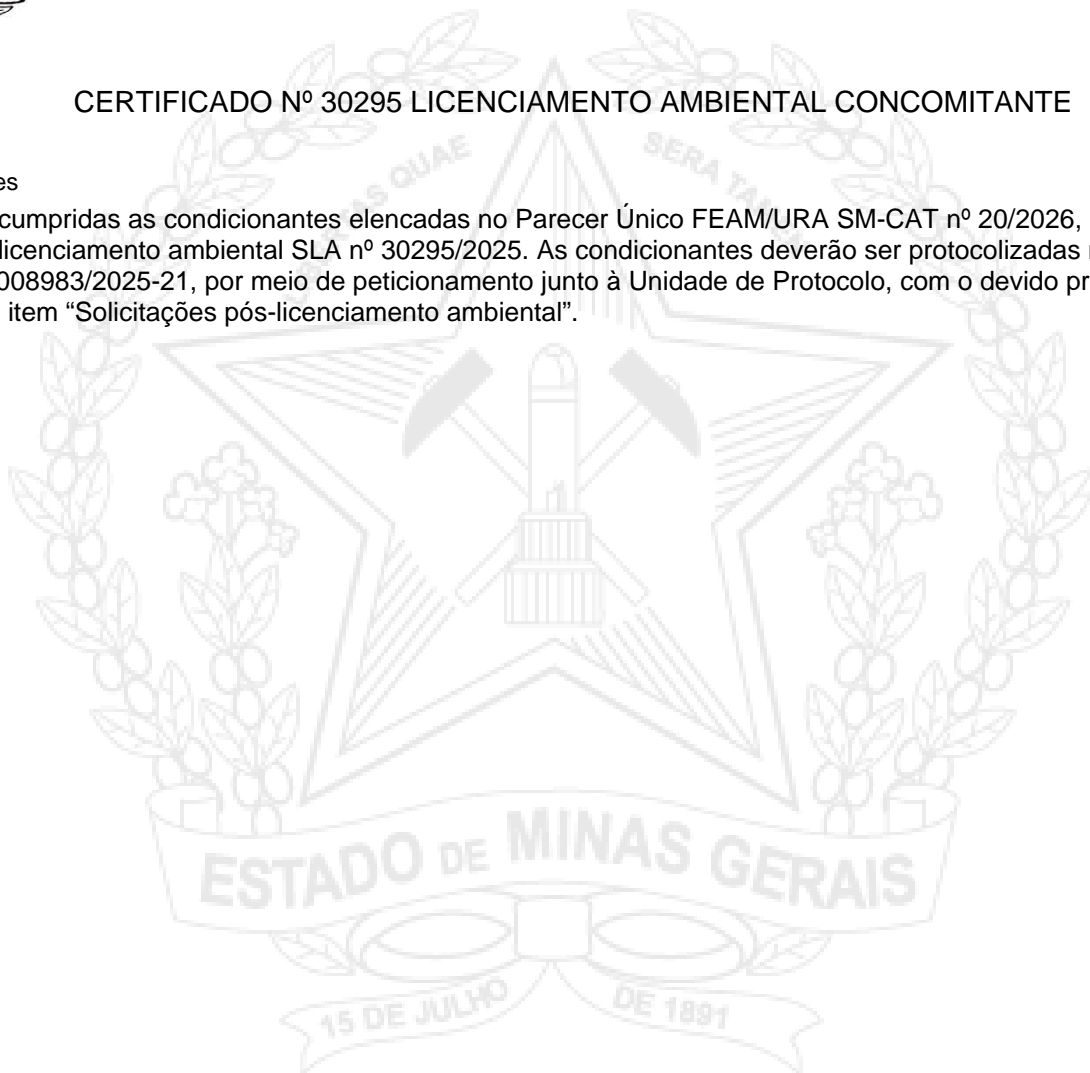 CERTIFICADO Nº 30295 LICENCIAMENTO AMBIENTAL CONCOMITANTE
es
cumpridas as condicionantes elencadas no Parecer Único FEAM/URA SM-CAT nº 20/2026,
licenciamento ambiental SLA nº 30295/2025. As condicionantes deverão ser protocolizadas
008983/2025-21, por meio de peticionamento junto à Unidade de Protocolo, com o devido pr
item “Solicitações pós-licenciamento ambiental”.
QUAE SERA TAMEN
ESTADO DE MINAS GERAIS
15 DE JULHO DE 1891